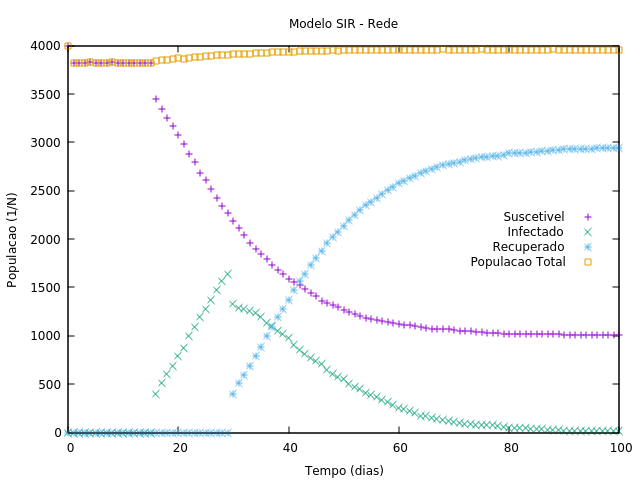 Modelo SIR - Rede
4000
3500
3000
2500
2000
1500
1000
500
0
Populacao (1/N)
Suscetivel
Infectado
Recuperado
Populacao Total
0 20 40 60 80 100
Tempo (dias)